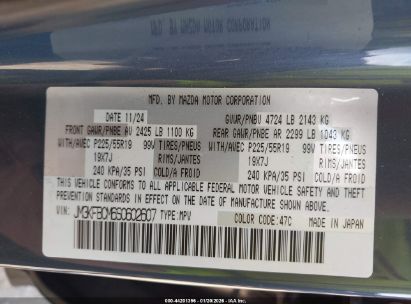 MFD. BY MAZDA MOTOR CORPORATION
DATE 11/24 GVWR/PNBV 4724 LB 2143 KG
FRONT GAWR/PNBE AV 2425 LB 1100 KG REAR GAWR/PNBE AR 2299 LB 1043 KG
WITH/AVEC P225/55R19 99V TIRES/PNEUS WITH/AVEC P225/55R19 99V TIRES/PNEUS
19X7J RIMS/JANTES 19X7J RIMS/JANTES
240 KPA/35 PSI COLD/A FROID 240 KPA/35 PSI COLD/A FROID
THIS VEHICLE CONFORMS TO ALL APPLICABLE FEDERAL MOTOR VEHICLE SAFETY AND THEFT
PREVENTION STANDARDS IN EFFECT ON THE DATE OF MANUFACTURE SHOWN ABOVE.
JM3KFBCM6S0602607 TYPE:MPV COLOR CODE:47C MADE IN JAPAN